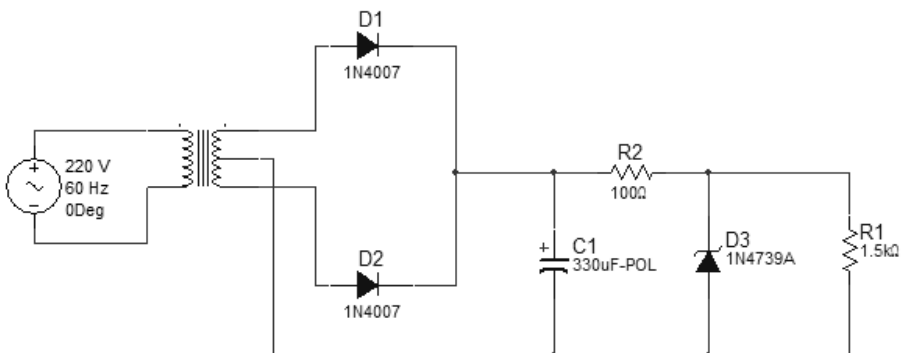 D1
1N4007
220 V
60 Hz
0Deg
R2
100Ω
D2
1N4007
C1
330uF-POL
D3
1N4739A
R1
1.5kΩ